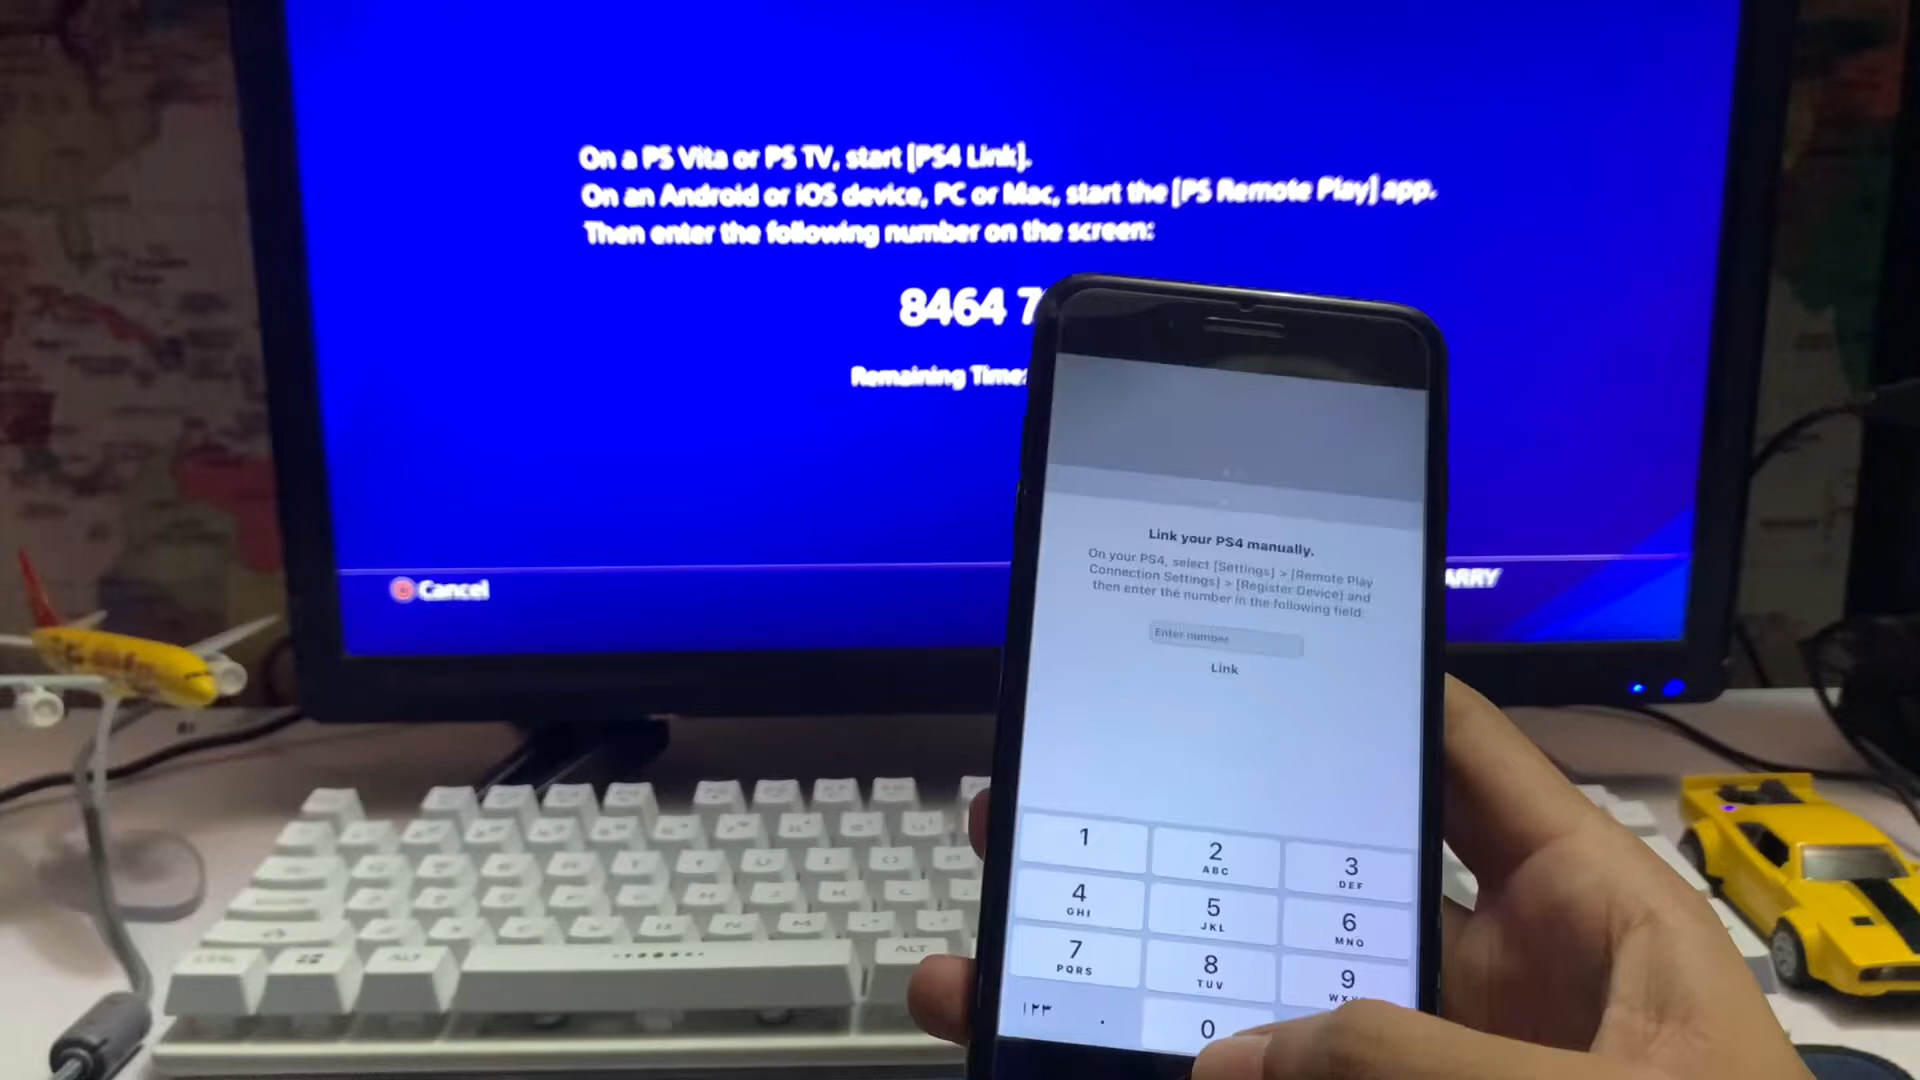 On a PS Vita or PS TV, start [PS4 Link].
On an Android or iOS device, PC or Mac, start the [PS Remote Play] app.
Then enter the following number on the screen:
8464 7
Remaining Time:
Cancel
ARRY
Link your PS4 manually.
On your PS4, select [Settings] > [Remote Play
Connection Settings] > [Register Device] and
then enter the number in the following field:
Enter number
Link
1
2
ABC
3
DEF
4
GHI
5
JKL
6
MNO
7
PQRS
8
TUV
9
١٢٣
.
0
ALT